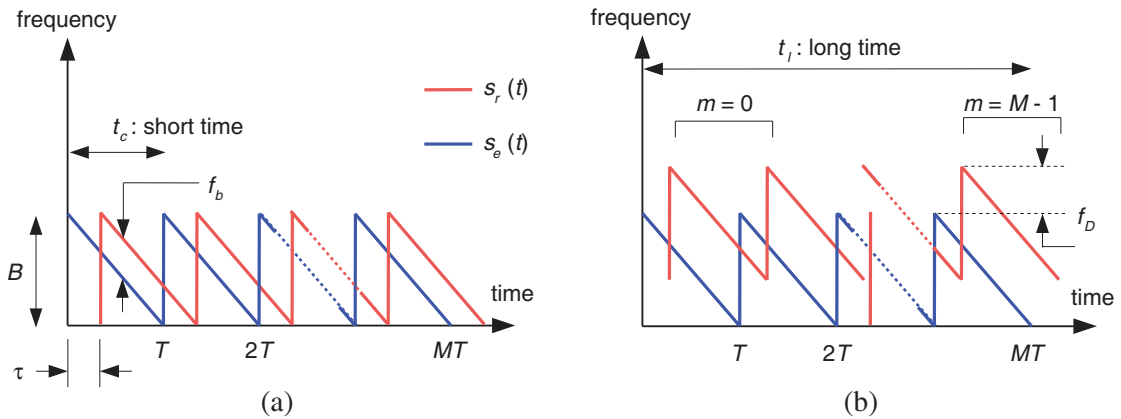 frequency
t_c : short time
f_b
B
τ
T
2T
MT
time
s_r (t)
s_e (t)
(a)
frequency
t_l : long time
m = 0
m = M - 1
f_D
time
T
2T
MT
(b)